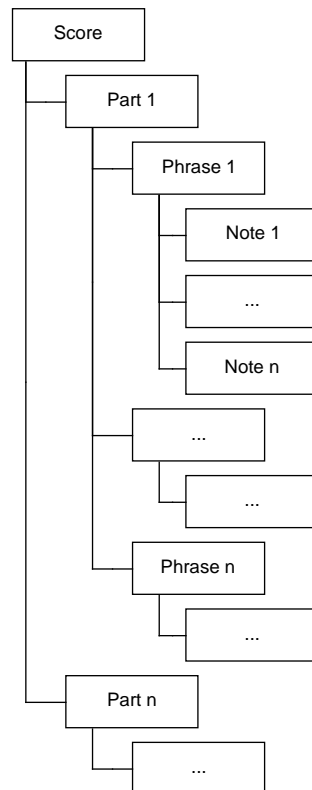 Score
Part 1
Phrase 1
Note 1
...
Note n
...
...
Phrase n
...
Part n
...